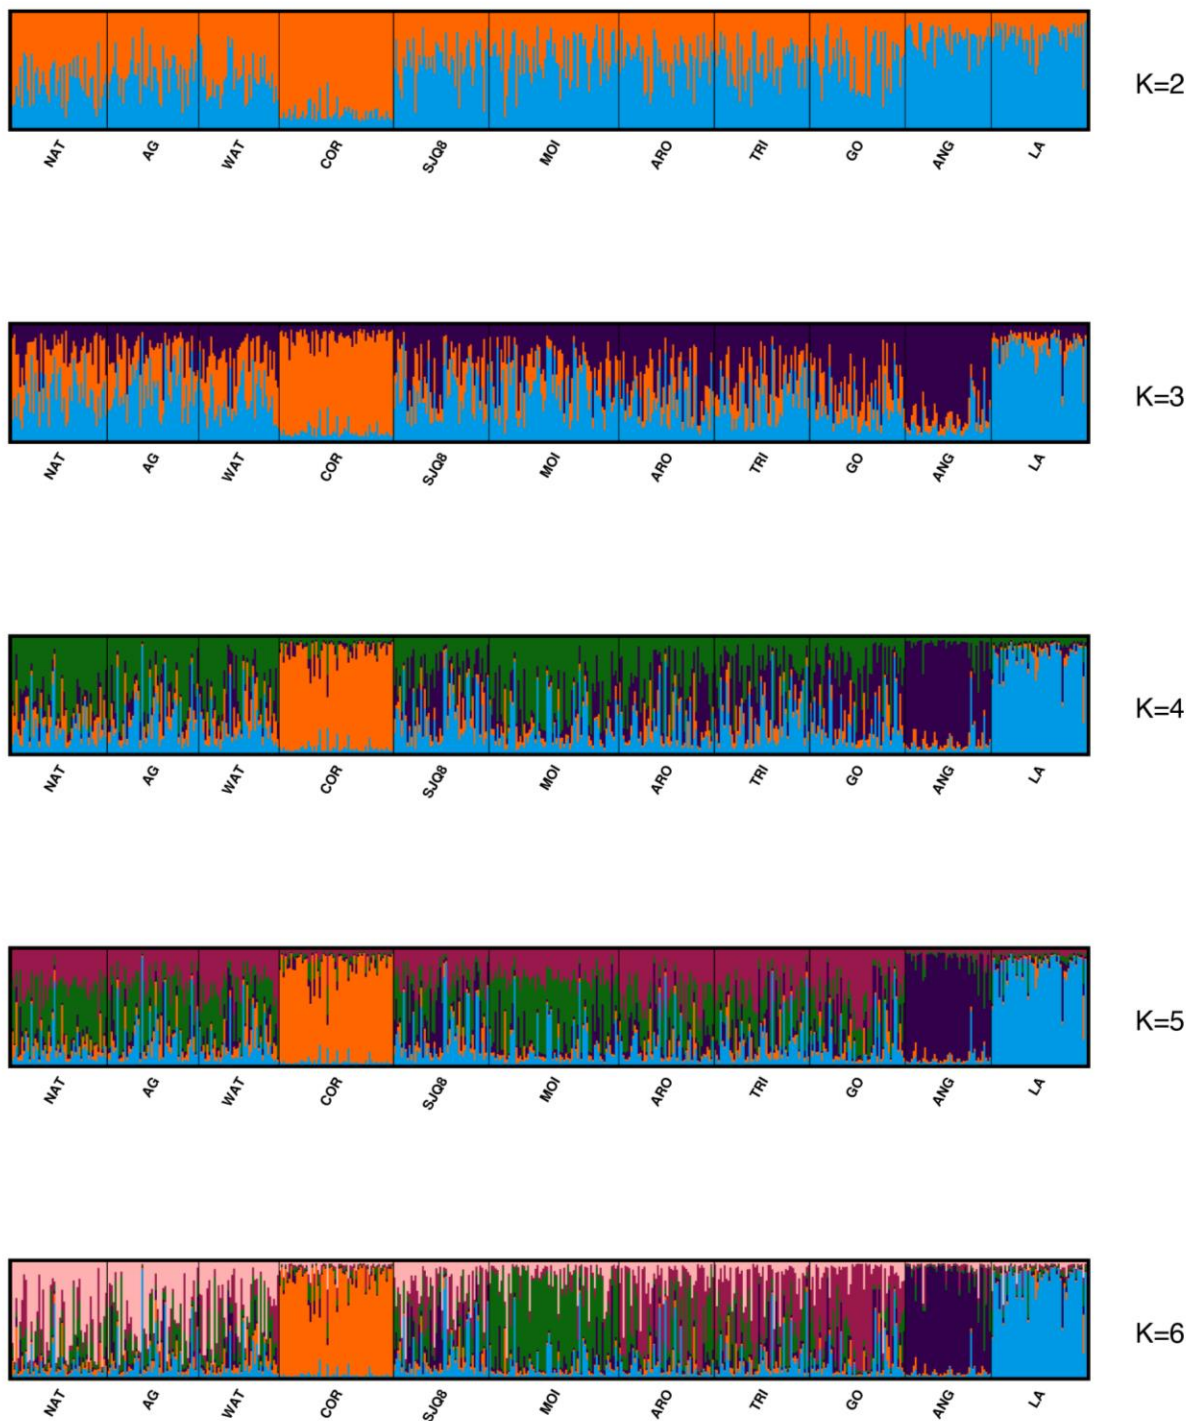 K=2
NAT AG WAT COR SJQ8 MOI ARO TRI GO ANG LA
K=3
NAT AG WAT COR SJQ8 MOI ARO TRI GO ANG LA
K=4
NAT AG WAT COR SJQ8 MOI ARO TRI GO ANG LA
K=5
NAT AG WAT COR SJQ8 MOI ARO TRI GO ANG LA
K=6
NAT AG WAT COR SJQ8 MOI ARO TRI GO ANG LA